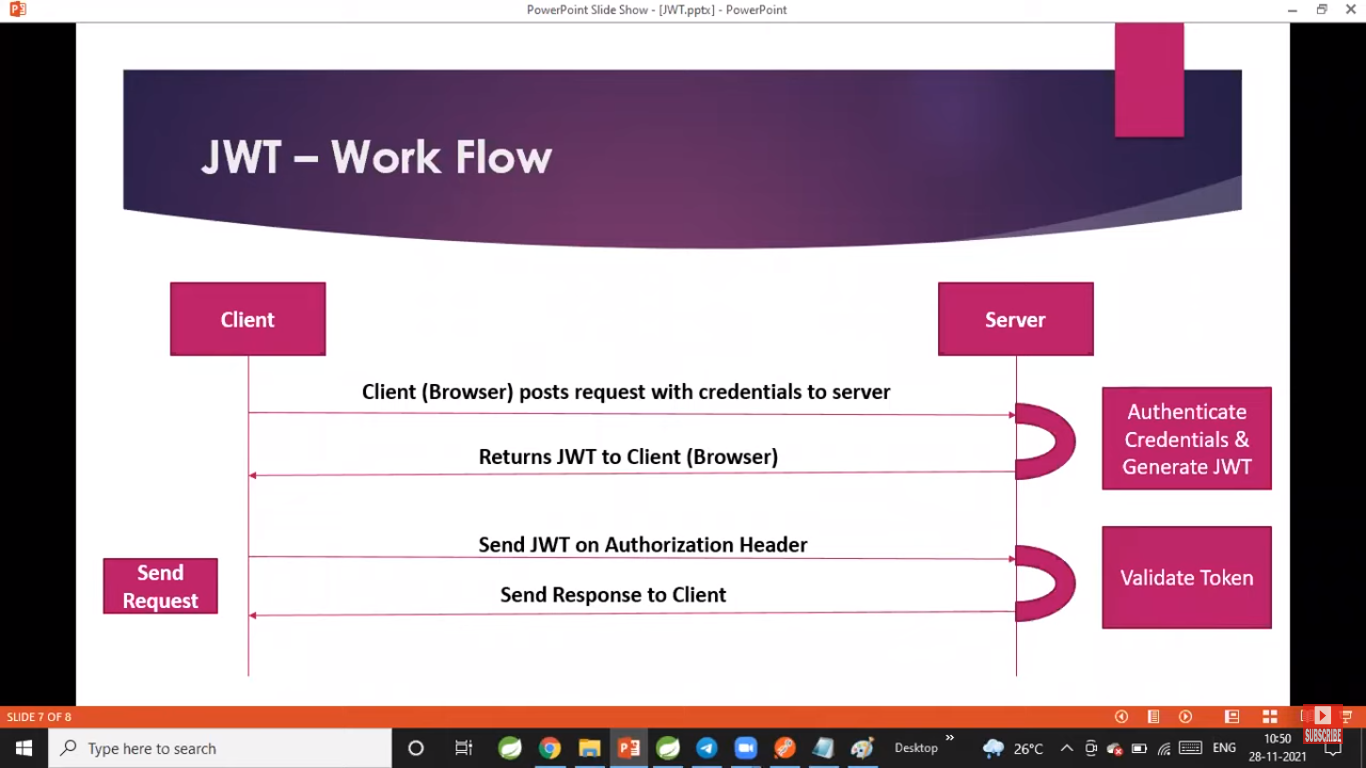 PowerPoint Slide Show - [JWT.pptx] - PowerPoint
JWT – Work Flow
Client
Server
Client (Browser) posts request with credentials to server
Authenticate
Credentials &
Generate JWT
Returns JWT to Client (Browser)
Send JWT on Authorization Header
Send
Request
Validate Token
Send Response to Client
SLIDE 7 OF 8
SUBSCRIBE
Type here to search
Desktop
26°C
ENG
10:50
28-11-2021